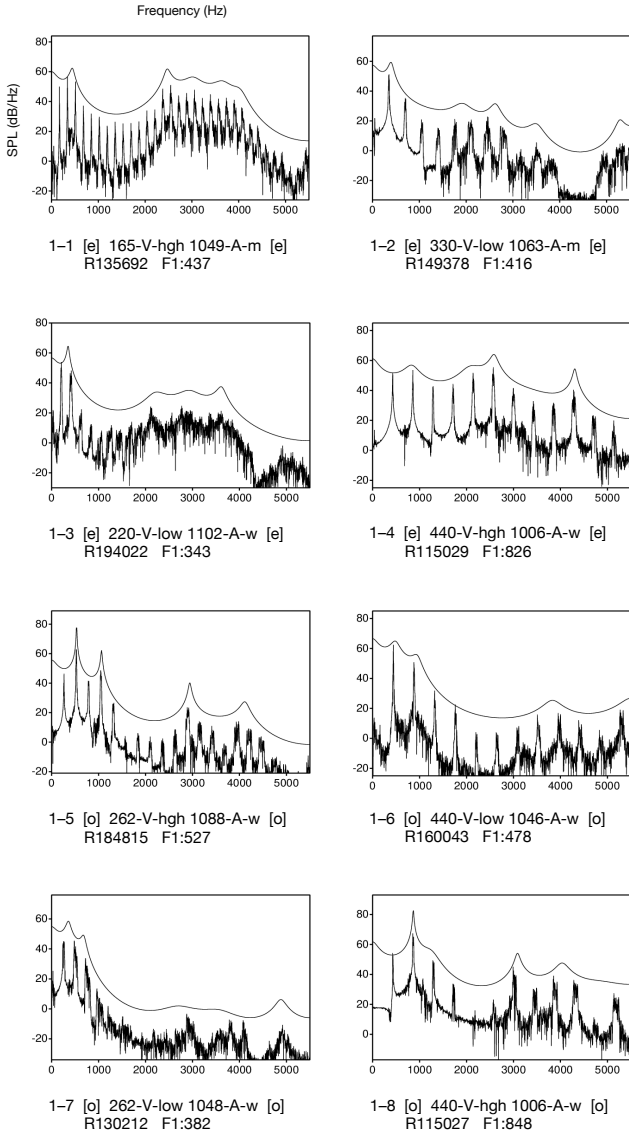 Frequency (Hz)
SPL (dB/Hz)
80
60
40
20
0
-20
0 1000 2000 3000 4000 5000
1–1 [e] 165-V-hgh 1049-A-m [e]
R135692 F1:437
80
60
40
20
0
-20
0 1000 2000 3000 4000 5000
1–2 [e] 330-V-low 1063-A-m [e]
R149378 F1:416
80
60
40
20
0
-20
0 1000 2000 3000 4000 5000
1–3 [e] 220-V-low 1102-A-w [e]
R194022 F1:343
80
60
40
20
0
-20
0 1000 2000 3000 4000 5000
1–4 [e] 440-V-hgh 1006-A-w [e]
R115029 F1:826
80
60
40
20
0
-20
0 1000 2000 3000 4000 5000
1–5 [o] 262-V-hgh 1088-A-w [o]
R184815 F1:527
80
60
40
20
0
-20
0 1000 2000 3000 4000 5000
1–6 [o] 440-V-low 1046-A-w [o]
R160043 F1:478
60
40
20
0
-20
0 1000 2000 3000 4000 5000
1–7 [o] 262-V-low 1048-A-w [o]
R130212 F1:382
80
60
40
20
0
-20
0 1000 2000 3000 4000 5000
1–8 [o] 440-V-hgh 1006-A-w [o]
R115027 F1:848